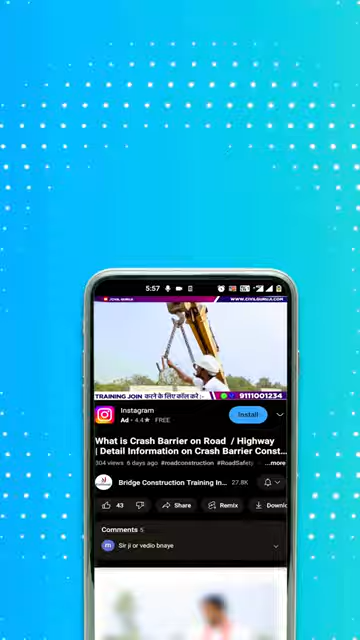 5:57
CIVIL GURUJI
WWW.CIVILGURUJI.COM
TRAINING JOIN करने के लिए कॉल करे :-
9111001234
Instagram
Ad • 4.4★ FREE
Install
What is Crash Barrier on Road / Highway
| Detail Information on Crash Barrier Const...
304 views 6 days ago #roadconstruction #RoadSafety ...more
Bridge Construction Training In... 27.8K
43
Share
Remix
Downlo
Comments 5
m
Sir ji or vedio bnaye